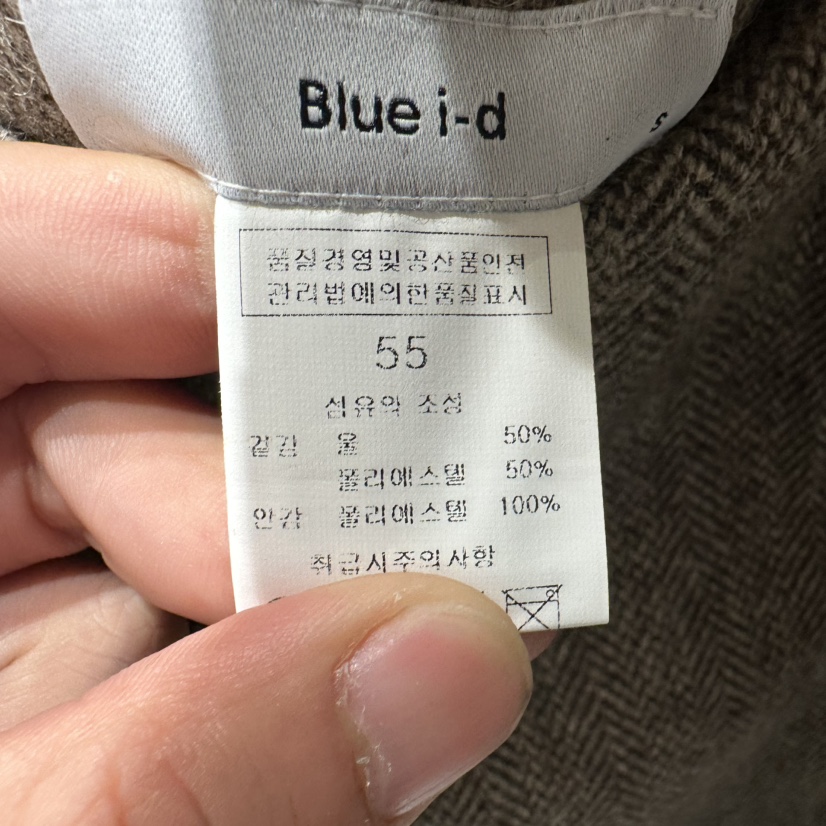 Blue i-d
S
품질경영및공산품안전
관리법에의한품질표시
55
섬유의 조성
겉감 울 50%
폴리에스텔 50%
안감 폴리에스텔 100%
취급시주의사항